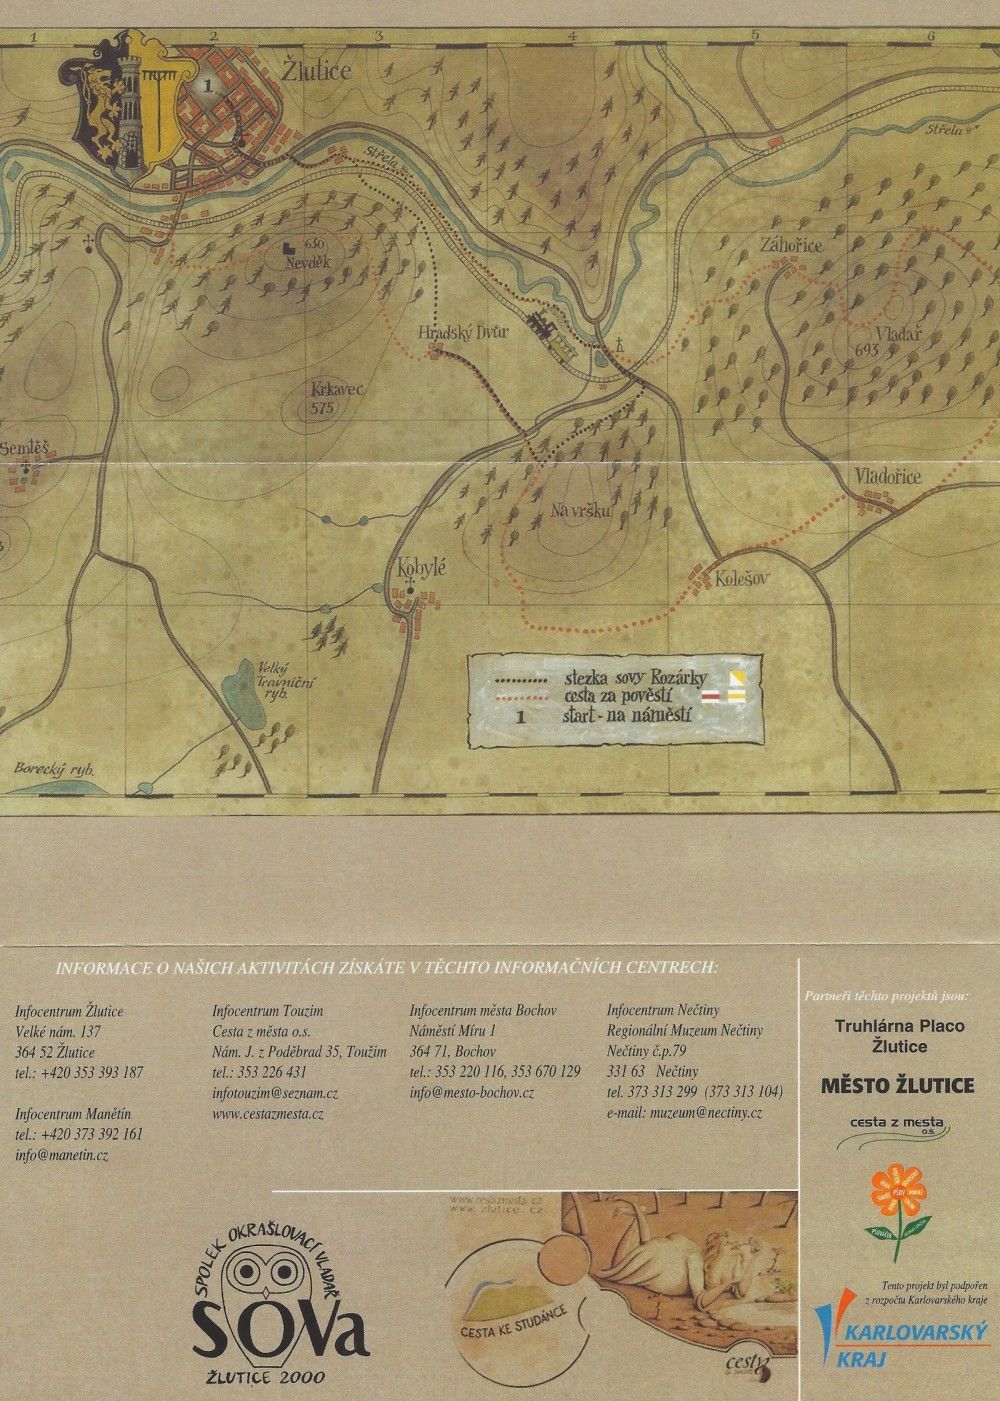 1 2 3 4 5 6
Žlutice
1
Střela
Střela
630
Nevděk
Záhořice
Hradský Dvůr
Vladař
693
Krkavec
575
Semtěš
Vladořice
Na vršku
Kobylé
Kolešov
Velký
Travniční
ryb.
Borecký ryb.
stezka sovy Rozárky
cesta za pověstí
1 start - na náměstí
INFORMACE O NAŠICH AKTIVITÁCH ZÍSKÁTE V TĚCHTO INFORMAČNÍCH CENTRECH:
Infocentrum Žlutice
Velké nám. 137
364 52 Žlutice
tel.: +420 353 393 187
Infocentrum Manětín
tel.: +420 373 392 161
info@manetin.cz
Infocentrum Touzim
Cesta z města o.s.
Nám. J. z Poděbrad 35, Toužim
tel.: 353 226 431
infotouzim@seznam.cz
www.cestazmesta.cz
Infocentrum města Bochov
Náměstí Míru 1
364 71, Bochov
tel.: 353 220 116, 353 670 129
info@mesto-bochov.cz
Infocentrum Nečtiny
Regionální Muzeum Nečtiny
Nečtiny č.p.79
331 63 Nečtiny
tel. 373 313 299 (373 313 104)
e-mail: muzeum@nectiny.cz
Partneři těchto projektů jsou:
Truhlárna Placo
Žlutice
MĚSTO ŽLUTICE
cesta z mesta
o.s.
PŠOV
Tento projekt byl podpořen
z rozpočtu Karlovarského kraje
KARLOVARSKÝ
KRAJ
SPOLEK OKRAŠLOVACÍ VLADAŘ
SOVa
ŽLUTICE 2000
www.cestazmesta.cz
www.zlutice.cz
CESTA KE STUDÁNCE
cesty